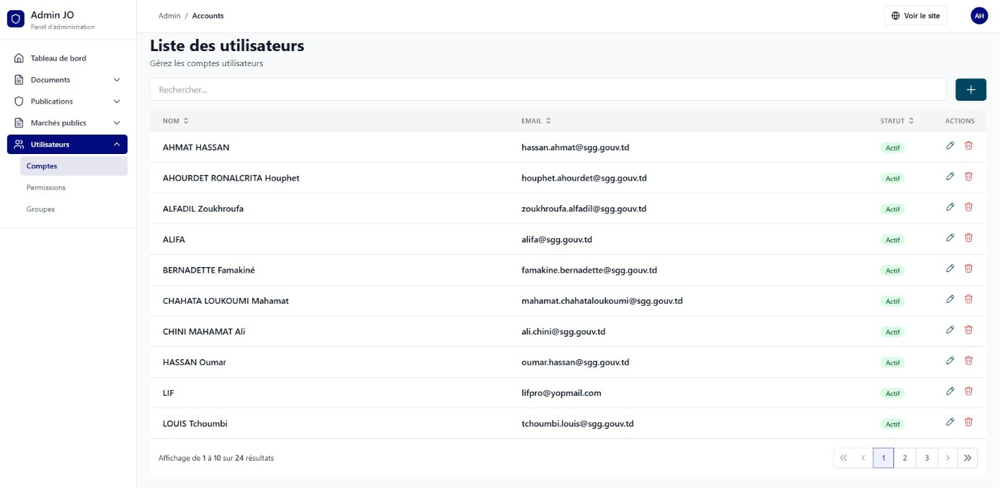 Admin JO
Panel d'administration
Tableau de bord
Documents
Publications
Marchés publics
Utilisateurs
Comptes
Permissions
Groupes
Admin / Accounts
Voir le site
AH
Liste des utilisateurs
Gérez les comptes utilisateurs
Rechercher...
NOM EMAIL STATUT ACTIONS
AHMAT HASSAN hassan.ahmat@sgg.gouv.td Actif
AHOURDET RONALCRITA Houphet houphet.ahourdet@sgg.gouv.td Actif
ALFADIL Zoukhroufa zoukhroufa.alfadil@sgg.gouv.td Actif
ALIFA alifa@sgg.gouv.td Actif
BERNADETTE Famakiné famakine.bernadette@sgg.gouv.td Actif
CHAHATA LOUKOUMI Mahamat mahamat.chahataloukoumi@sgg.gouv.td Actif
CHINI MAHAMAT Ali ali.chini@sgg.gouv.td Actif
HASSAN Oumar oumar.hassan@sgg.gouv.td Actif
LIF lifpro@yopmail.com Actif
LOUIS Tchoumbi tchoumbi.louis@sgg.gouv.td Actif
Affichage de 1 à 10 sur 24 résultats
1 2 3